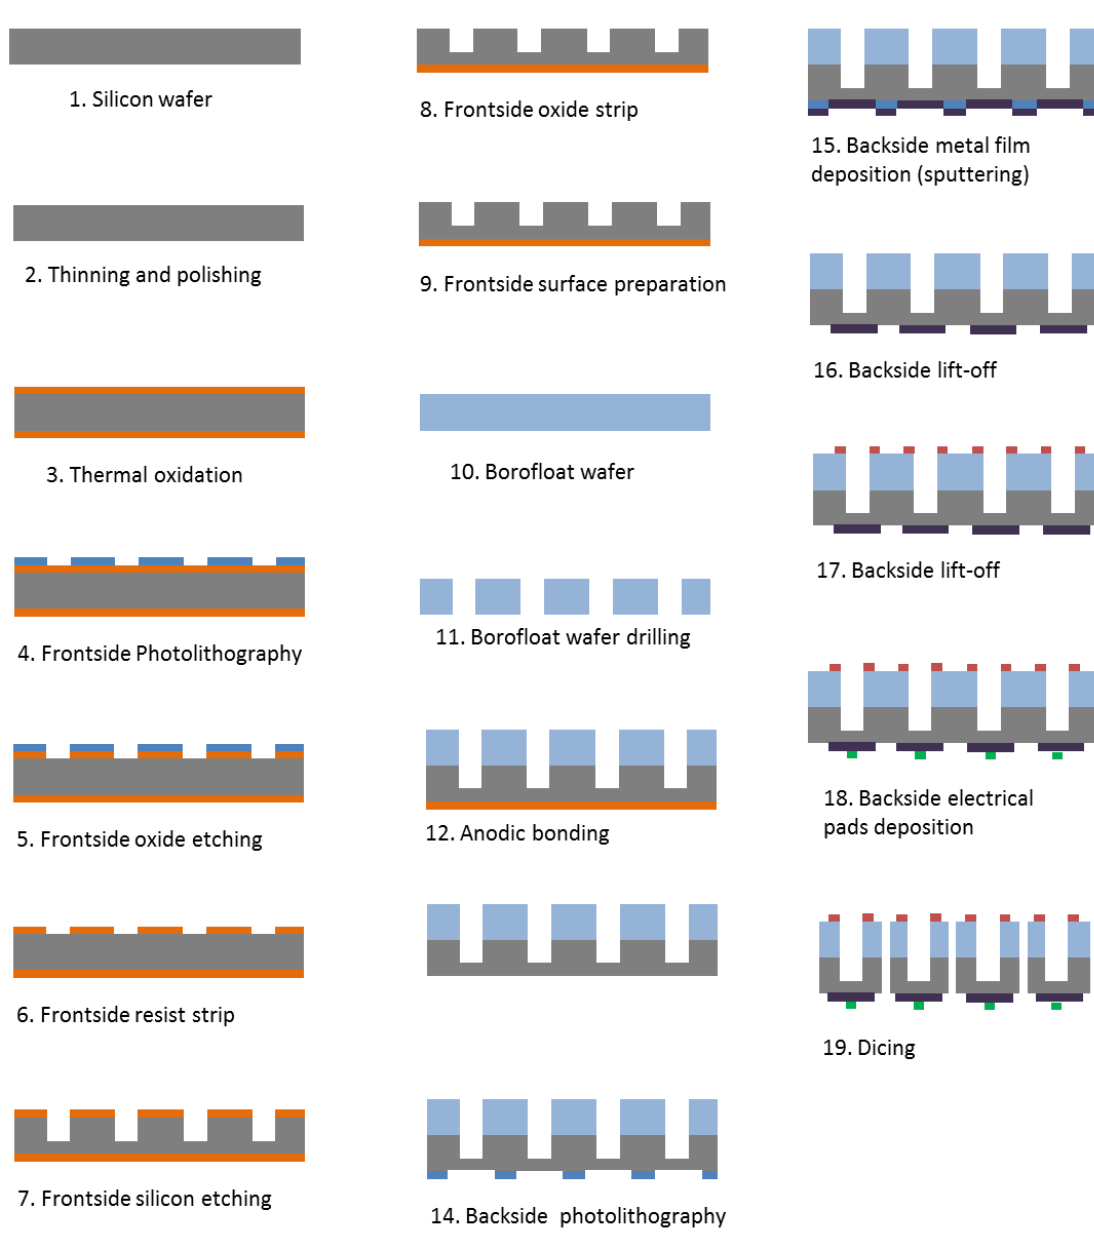 1. Silicon wafer
2. Thinning and polishing
3. Thermal oxidation
4. Frontside Photolithography
5. Frontside oxide etching
6. Frontside resist strip
7. Frontside silicon etching
8. Frontside oxide strip
9. Frontside surface preparation
10. Borofloat wafer
11. Borofloat wafer drilling
12. Anodic bonding
14. Backside photolithography
15. Backside metal film
deposition (sputtering)
16. Backside lift-off
17. Backside lift-off
18. Backside electrical
pads deposition
19. Dicing